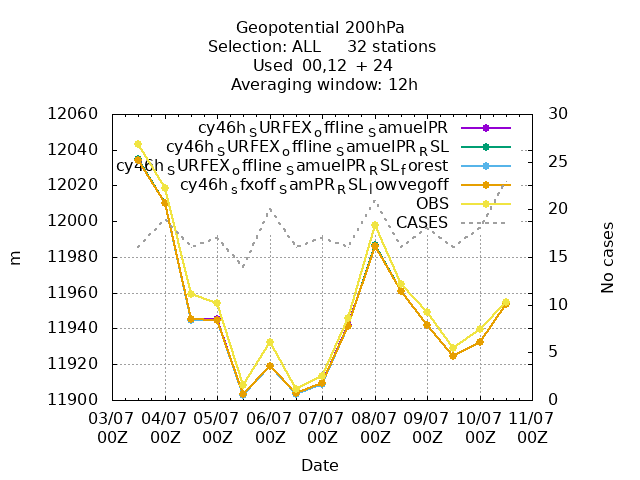 Geopotential 200hPa
Selection: ALL 32 stations
Used 00,12 + 24
Averaging window: 12h
12060
12040
12020
12000
11980
11960
11940
11920
11900
30
25
20
15
10
5
0
cy46h_SURFEX_offline_SamuelPR
cy46h_SURFEX_offline_SamuelPR_RSL
cy46h_SURFEX_offline_SamuelPR_RSL_forest
cy46h_sfxoff_SamPR_RSL_lowvegoff
OBS
CASES
m
No cases
03/07 04/07 05/07 06/07 07/07 08/07 09/07 10/07 11/07
00Z 00Z 00Z 00Z 00Z 00Z 00Z 00Z 00Z
Date